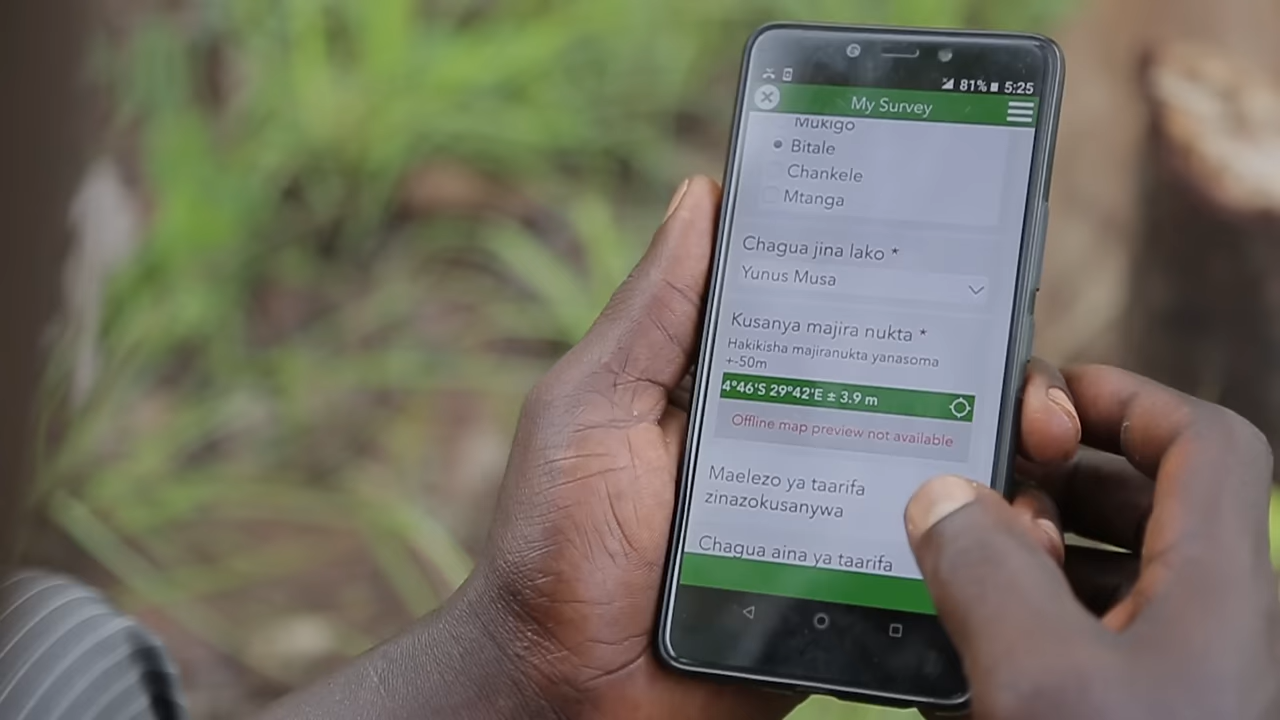 81% 5:25
My Survey
Mukigo
Bitale
Chankele
Mtanga
Chagua jina lako *
Yunus Musa
Kusanya majira nukta *
Hakikisha majiranukta yanasoma
+-50m
4°46'S 29°42'E ± 3.9 m
Offline map preview not available
Maelezo ya taarifa
zinazokusanywa
Chagua aina ya taarifa